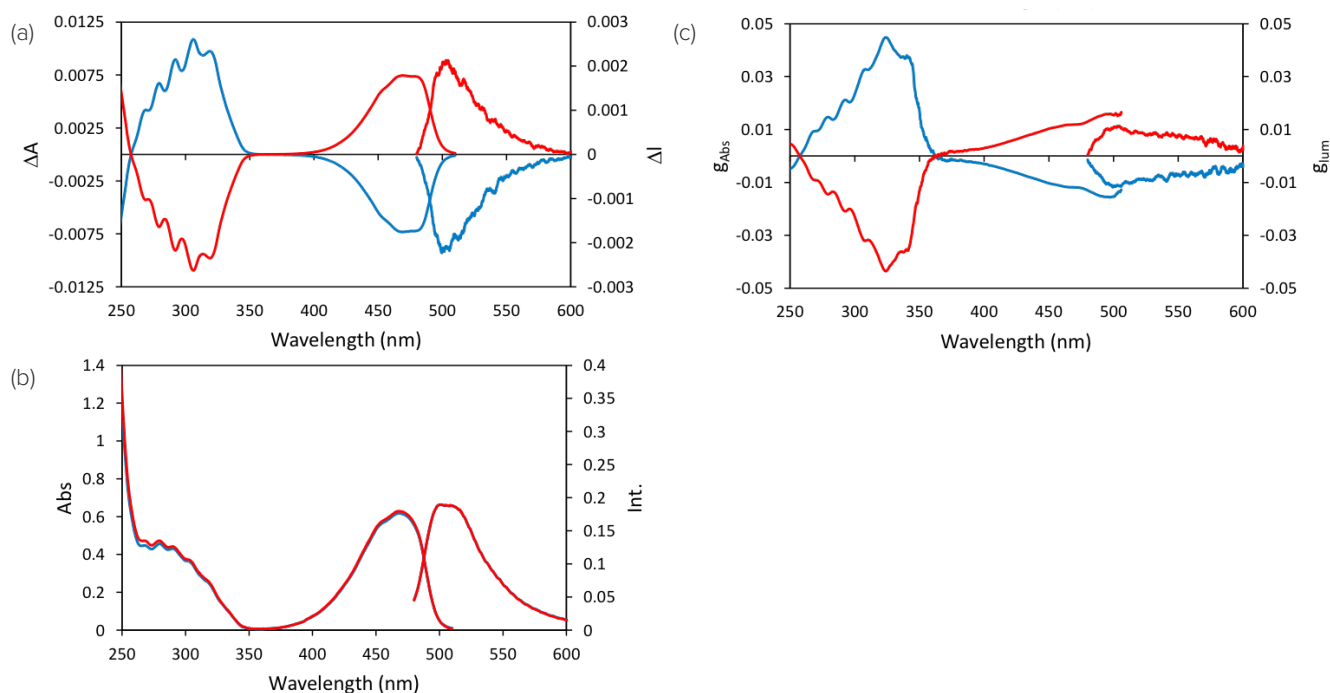 (a)
0.0125
0.0075
0.0025
-0.0025
-0.0075
-0.0125
ΔA
0.003
0.002
0.001
0
-0.001
-0.002
-0.003
ΔI
250 300 350 400 450 500 550 600
Wavelength (nm)
(c)
0.05
0.03
0.01
-0.01
-0.03
-0.05
gAbs
0.05
0.03
0.01
-0.01
-0.03
-0.05
glum
250 300 350 400 450 500 550 600
Wavelength (nm)
(b)
1.4
1.2
1
0.8
0.6
0.4
0.2
0
Abs
0.4
0.35
0.3
0.25
0.2
0.15
0.1
0.05
0
Int.
250 300 350 400 450 500 550 600
Wavelength (nm)